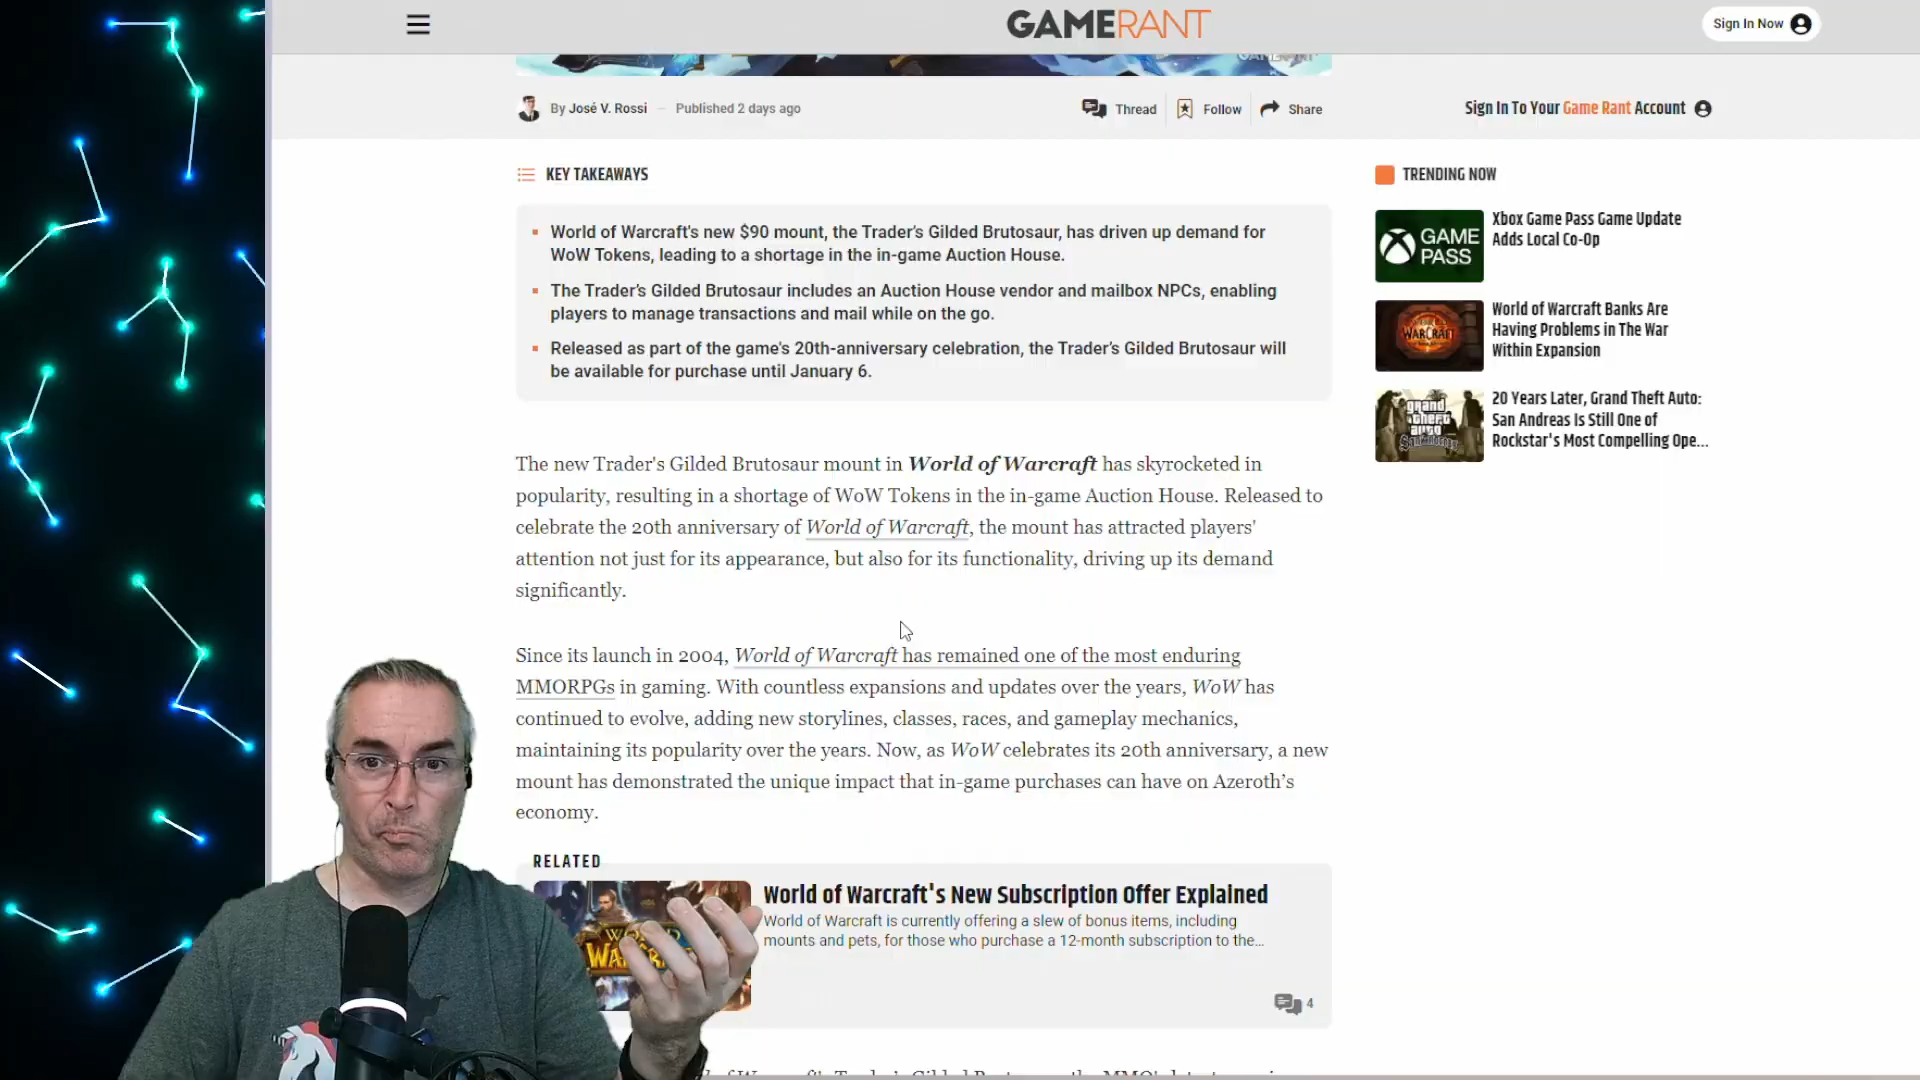 GAMERANT
Sign In Now
GAMERANT
By José V. Rossi – Published 2 days ago
Thread
Follow
Share
Sign In To Your Game Rant Account
KEY TAKEAWAYS
World of Warcraft's new $90 mount, the Trader's Gilded Brutosaur, has driven up demand for
WoW Tokens, leading to a shortage in the in-game Auction House.
The Trader's Gilded Brutosaur includes an Auction House vendor and mailbox NPCs, enabling
players to manage transactions and mail while on the go.
Released as part of the game's 20th-anniversary celebration, the Trader's Gilded Brutosaur will
be available for purchase until January 6.
The new Trader's Gilded Brutosaur mount in World of Warcraft has skyrocketed in
popularity, resulting in a shortage of WoW Tokens in the in-game Auction House. Released to
celebrate the 20th anniversary of World of Warcraft, the mount has attracted players'
attention not just for its appearance, but also for its functionality, driving up its demand
significantly.
Since its launch in 2004, World of Warcraft has remained one of the most enduring
MMORPGs in gaming. With countless expansions and updates over the years, WoW has
continued to evolve, adding new storylines, classes, races, and gameplay mechanics,
maintaining its popularity over the years. Now, as WoW celebrates its 20th anniversary, a new
mount has demonstrated the unique impact that in-game purchases can have on Azeroth's
economy.
RELATED
World of Warcraft's New Subscription Offer Explained
World of Warcraft is currently offering a slew of bonus items, including
mounts and pets, for those who purchase a 12-month subscription to the...
4
TRENDING NOW
GAME
PASS
Xbox Game Pass Game Update
Adds Local Co-Op
WARCRAFT
World of Warcraft Banks Are
Having Problems in The War
Within Expansion
grand
theft
auto
San Andreas
20 Years Later, Grand Theft Auto:
San Andreas Is Still One of
Rockstar's Most Compelling Ope...